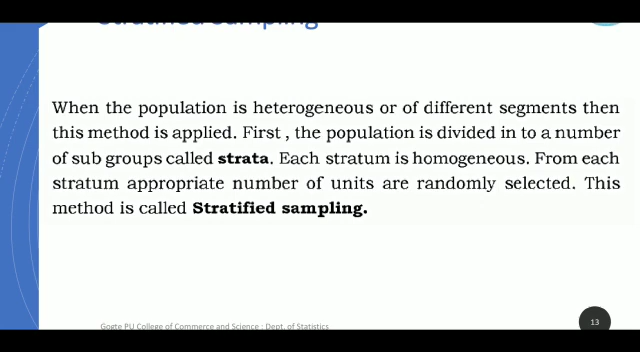 Stratified Sampling
When the population is heterogeneous or of different segments then
this method is applied. First , the population is divided in to a number
of sub groups called strata. Each stratum is homogeneous. From each
stratum appropriate number of units are randomly selected. This
method is called Stratified sampling.
Gogte PU College of Commerce and Science : Dept. of Statistics
13